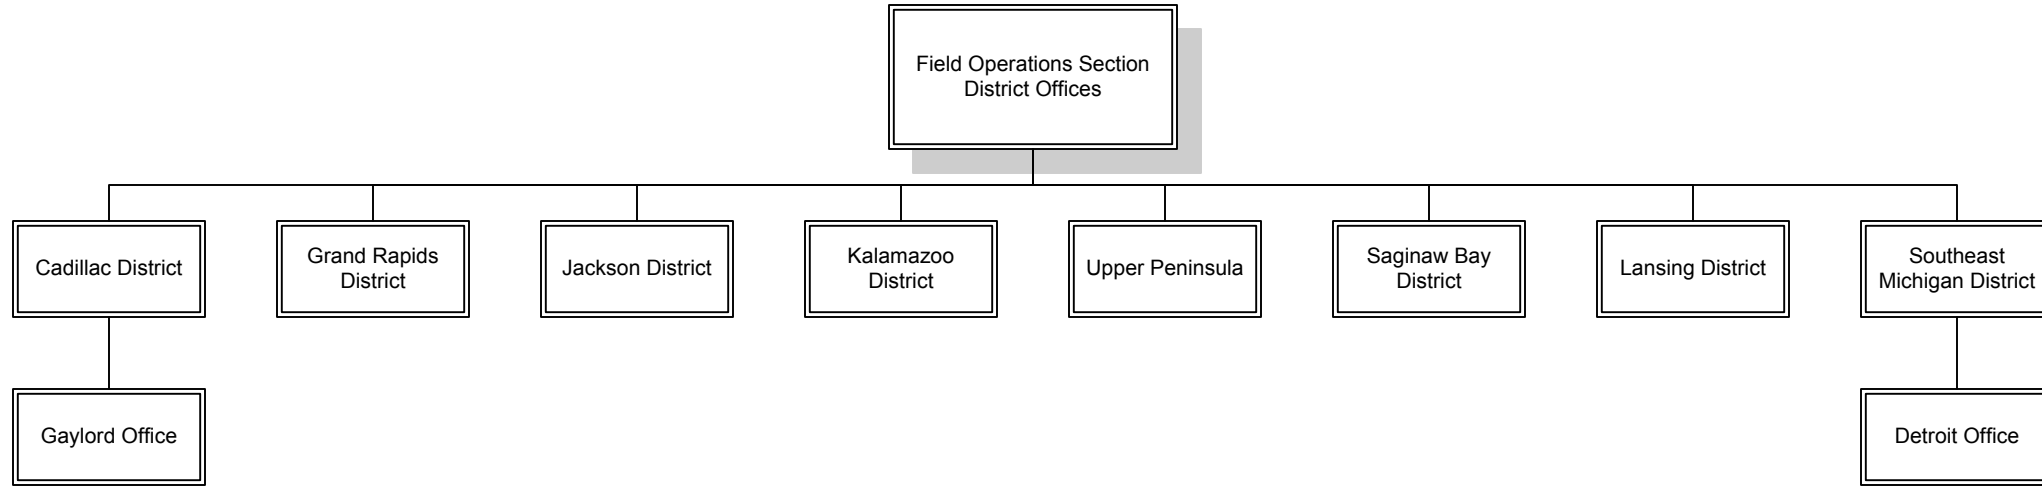 Field Operations Section
District Offices
Cadillac District
Grand Rapids
District
Jackson District
Kalamazoo
District
Upper Peninsula
Saginaw Bay
District
Lansing District
Southeast
Michigan District
Gaylord Office
Detroit Office